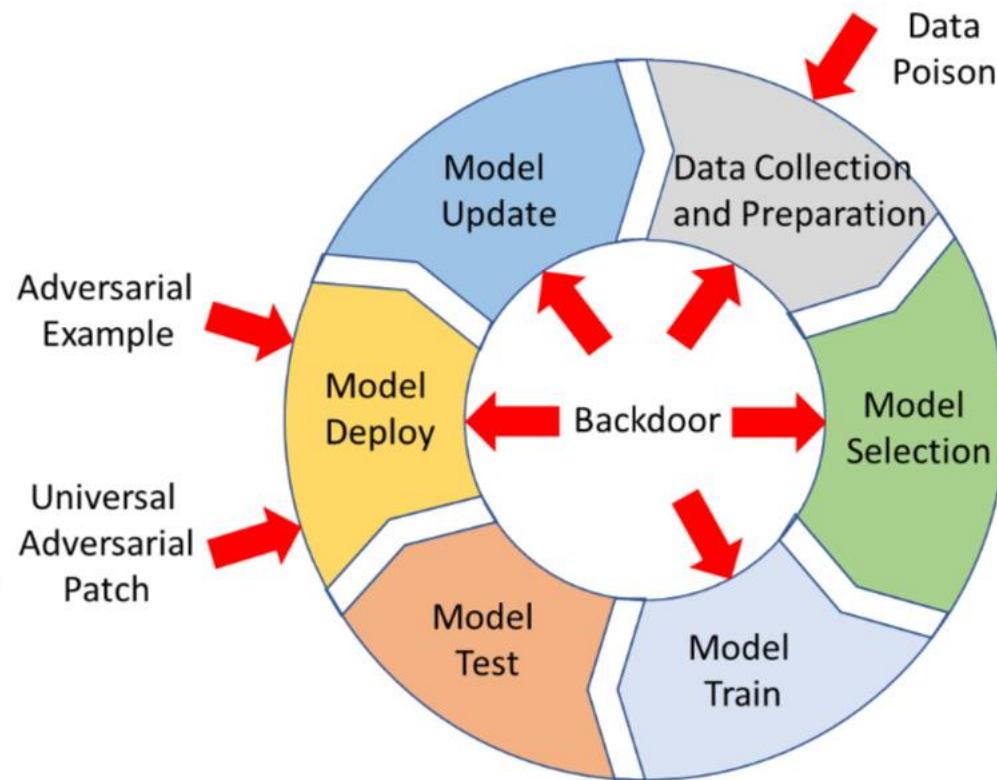 Data
Poison
Data Collection
and Preparation
Model
Update
Adversarial
Example
Model
Deploy
Backdoor
Model
Selection
Universal
Adversarial
Patch
Model
Test
Model
Train